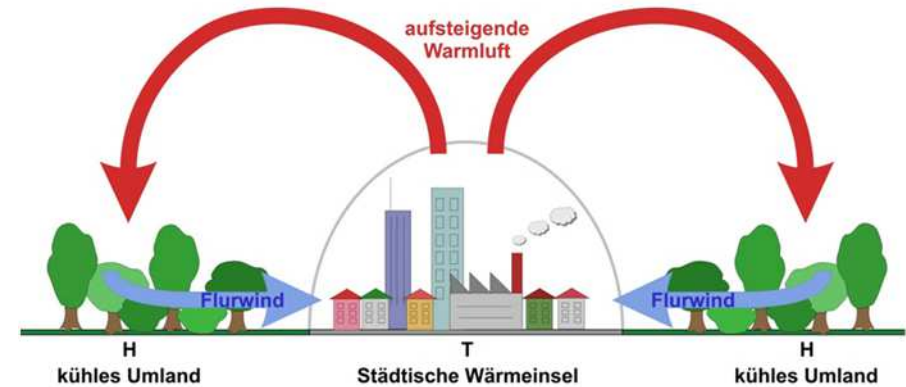 aufsteigende
Warmluft
Flurwind
Flurwind
H
T
H
kühles Umland
Städtische Wärmeinsel
kühles Umland